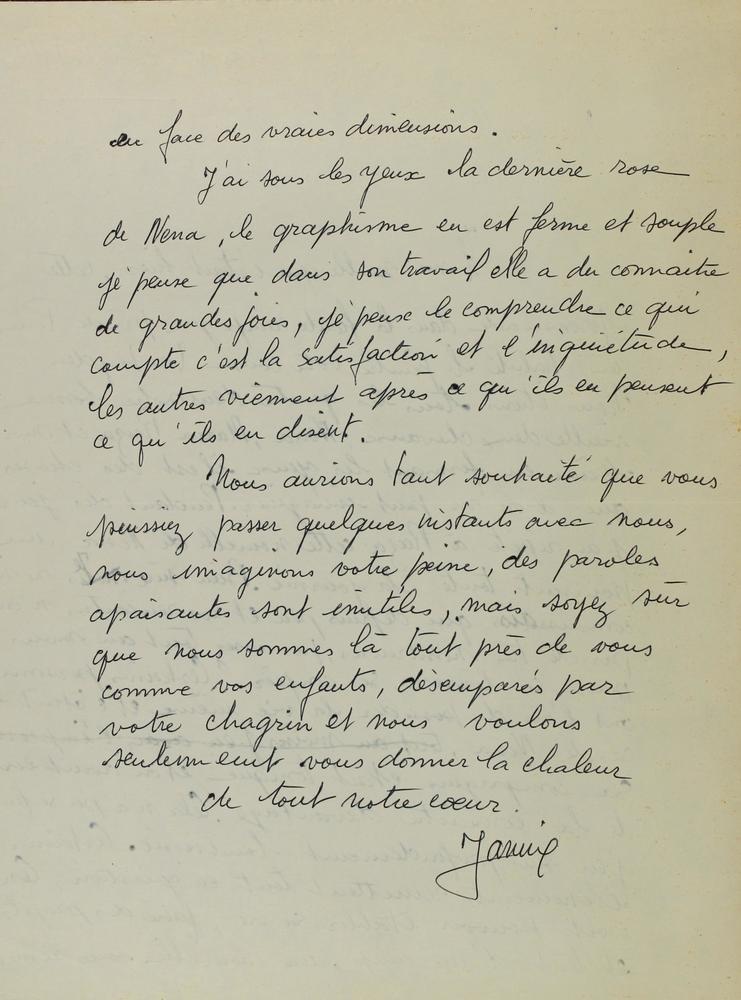 en face des vraies dimensions.
J'ai sous les yeux la dernière rose
de Nena, le graphisme en est ferme et souple
je pense que dans son travail elle a du connaitre
de grandes joies, je peux le comprendre ce qui
compte c'est la satisfaction et l'inquiétude,
les autres viennent après ce qu'ils en pensent
ce qu'ils en disent.
Nous aurions tant souhaité que vous
puissiez passer quelques instants avec nous,
nous imaginons votre peine, des paroles
apaisantes sont inutiles, mais soyez sûr
que nous sommes là tout près de vous
comme vos enfants, désemparés par
votre chagrin et nous voulons
seulement vous donner la chaleur
de tout notre coeur.